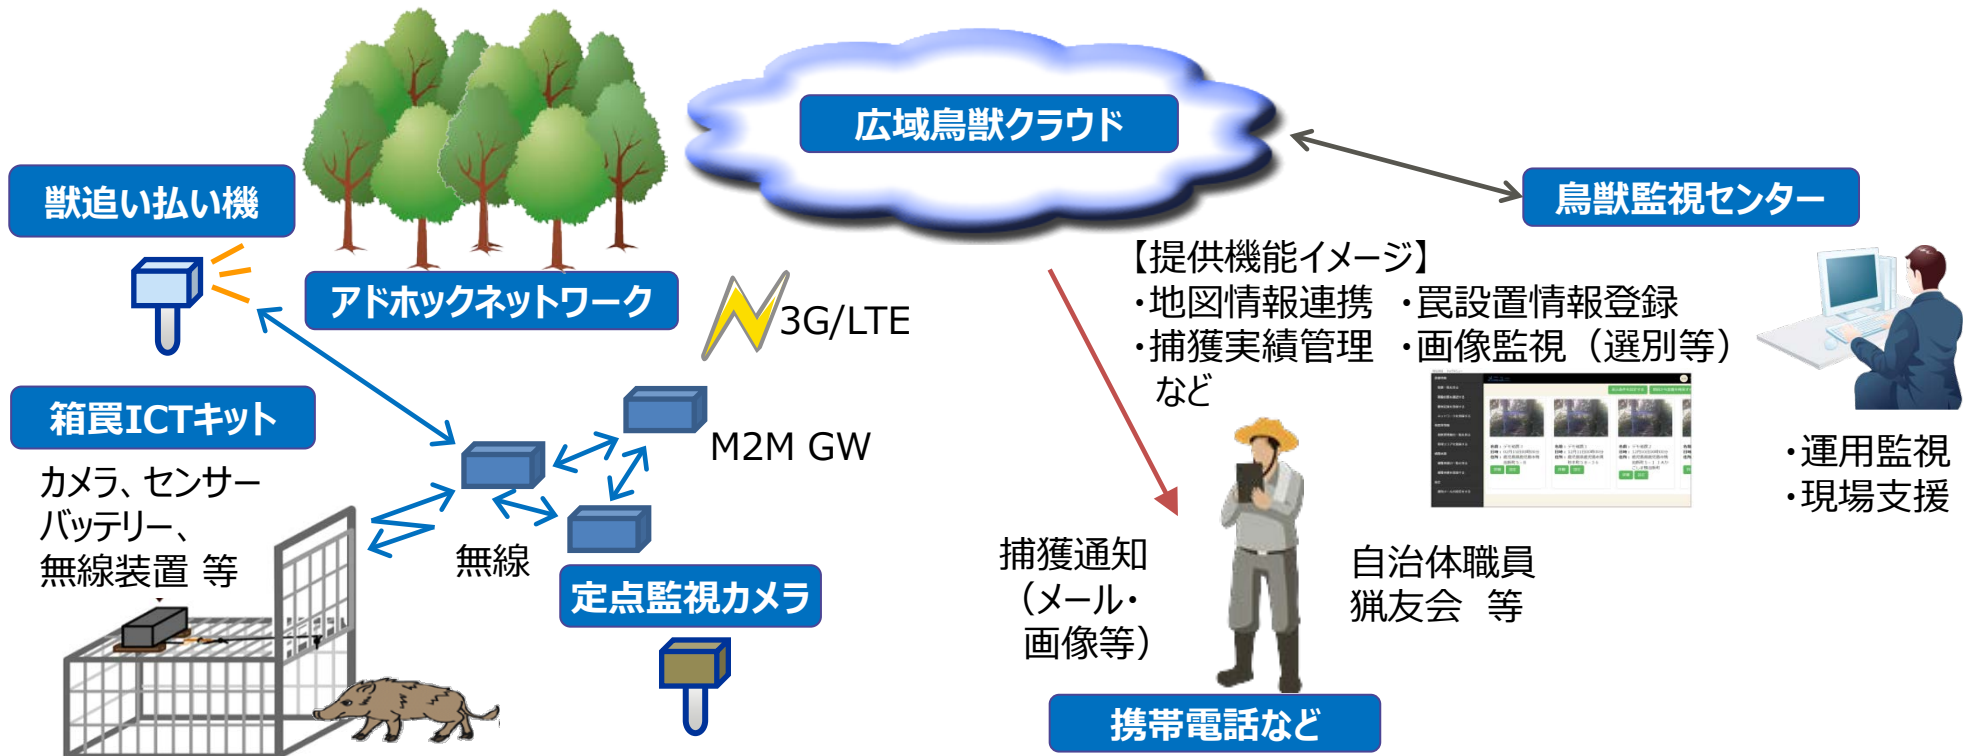 広域鳥獣クラウド
獣追い払い機
鳥獣監視センター
アドホックネットワーク
3G/LTE
【提供機能イメージ】
・地図情報連携 ・罠設置情報登録
・捕獲実績管理 ・画像監視（選別等）
など
箱罠ICTキット
カメラ、センサー
バッテリー、
無線装置 等
M2M GW
無線
定点監視カメラ
・運用監視
・現場支援
捕獲通知
（メール・
画像等）
自治体職員
猟友会 等
携帯電話など